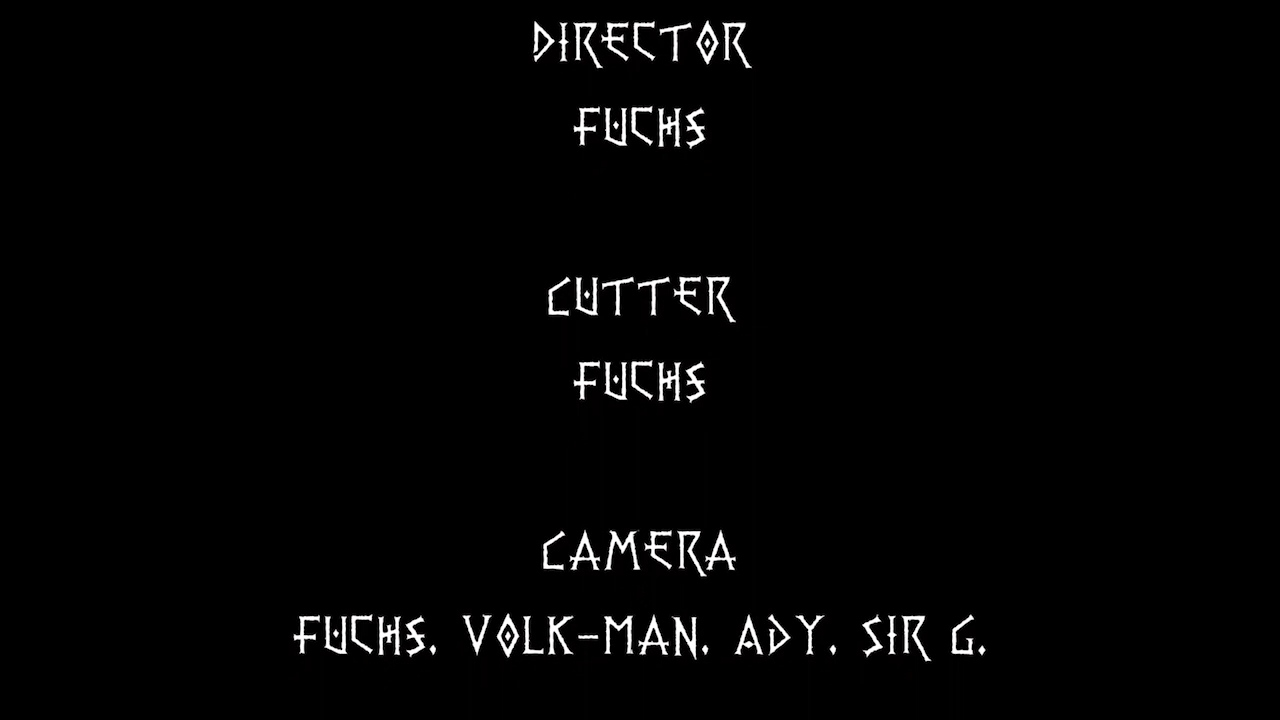 DIRECTOR
FUCHS
CUTTER
FUCHS
CAMERA
FUCHS, VOLK-MAN, ADY, SIR G.